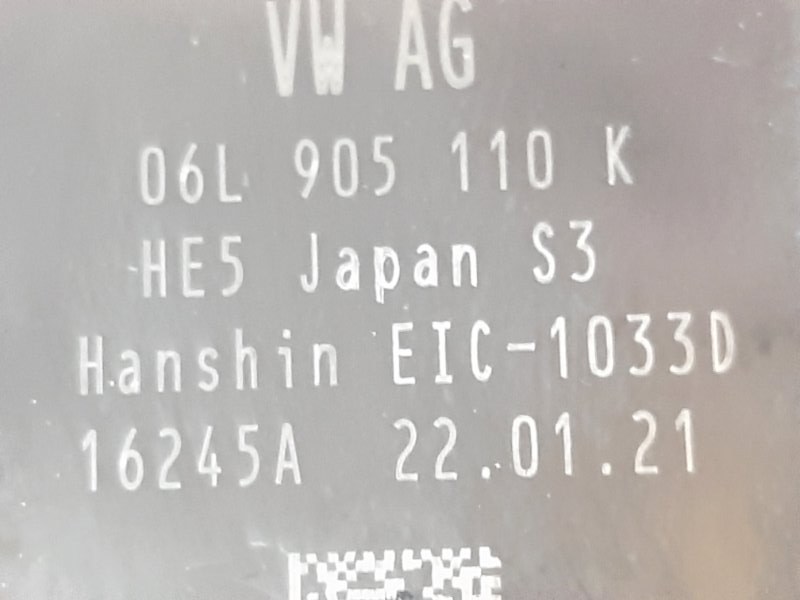 VW AG
06L 905 110 K
HE5 Japan S3
Hanshin EIC-1033D
16245A 22.01.21